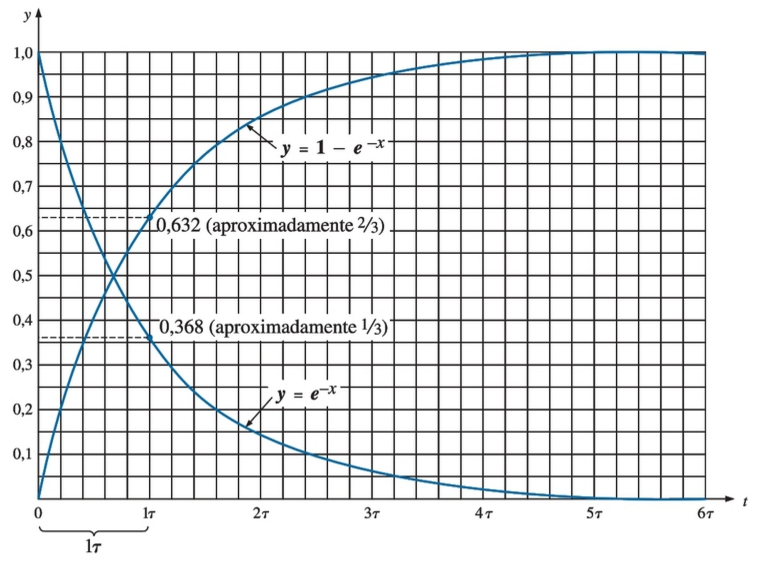 y
1,0
0,9
0,8
y = 1 − e⁻ˣ
0,7
0,632 (aproximadamente 2/3)
0,6
0,5
0,4
0,368 (aproximadamente 1/3)
0,3
y = e⁻ˣ
0,2
0,1
0 1τ 2τ 3τ 4τ 5τ 6τ t
1τ